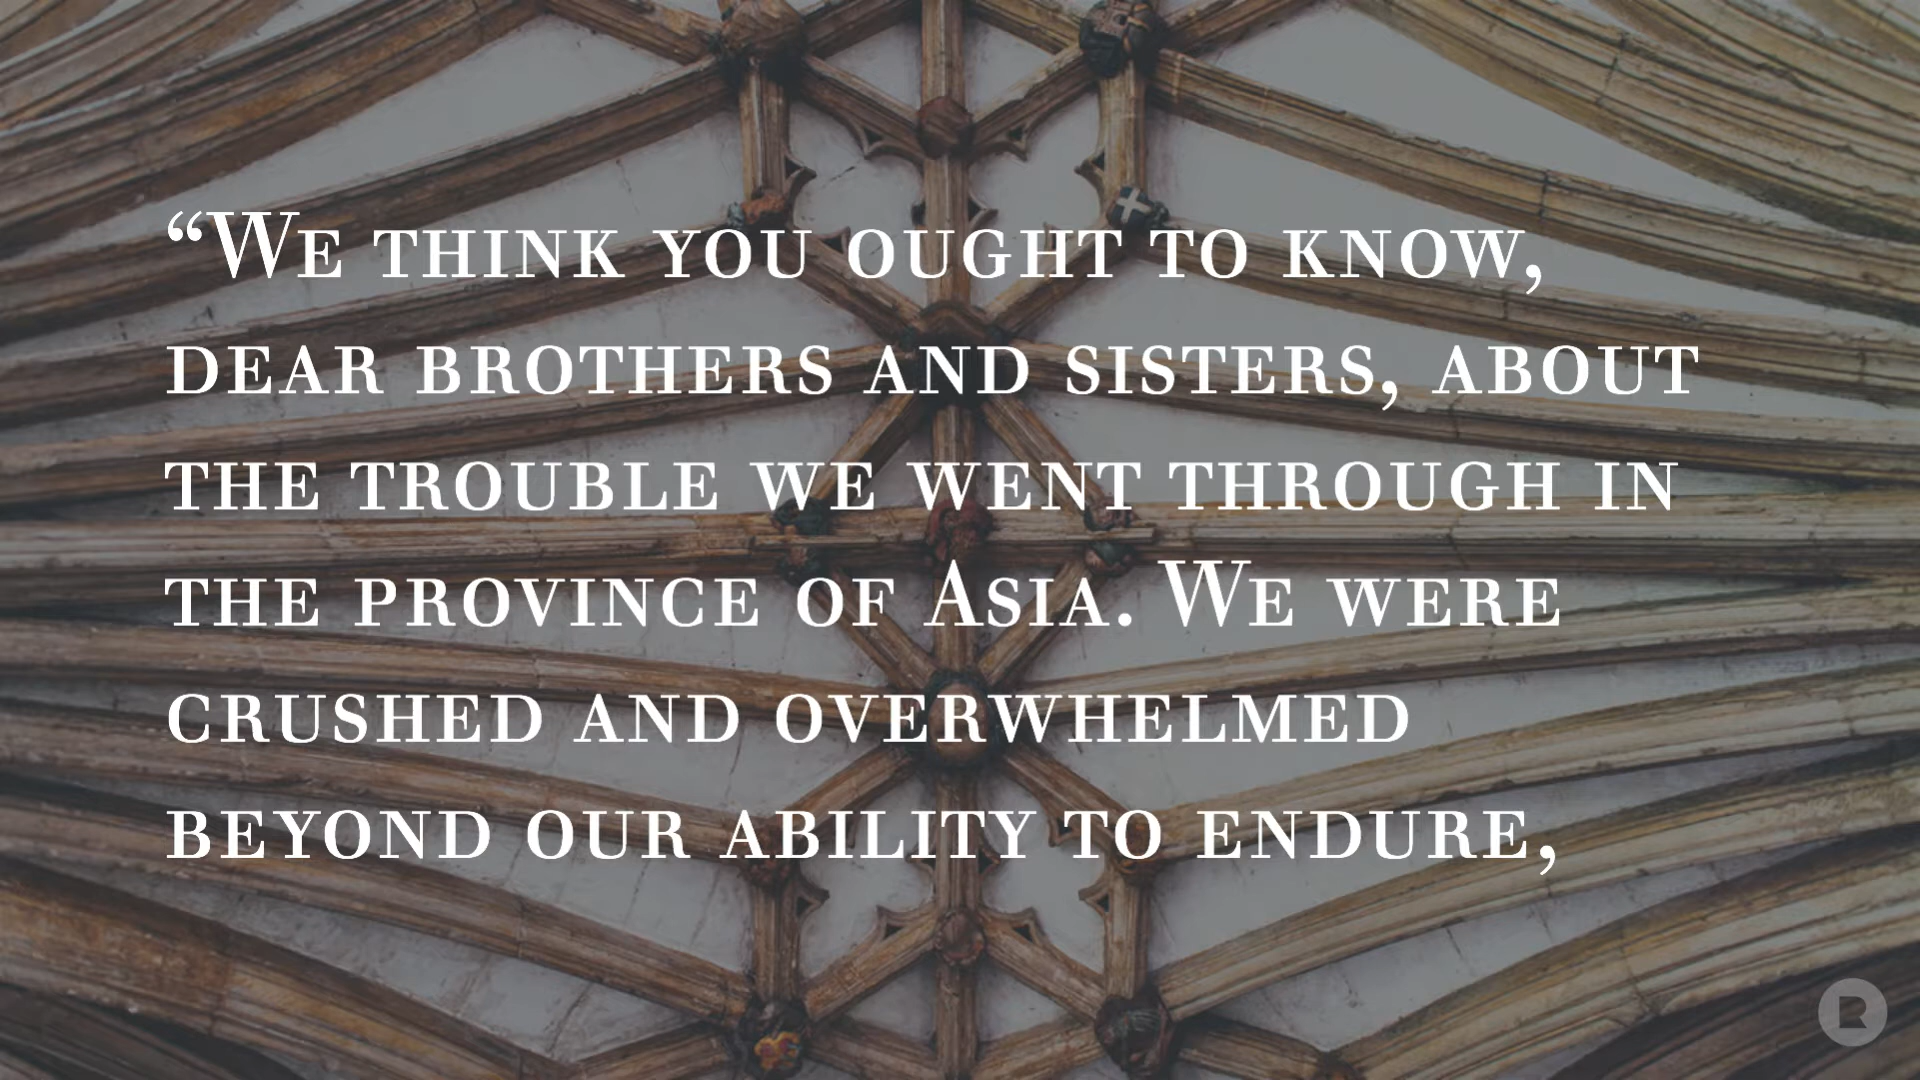 “We think you ought to know,
dear brothers and sisters, about
the trouble we went through in
the province of Asia. We were
crushed and overwhelmed
beyond our ability to endure,
R